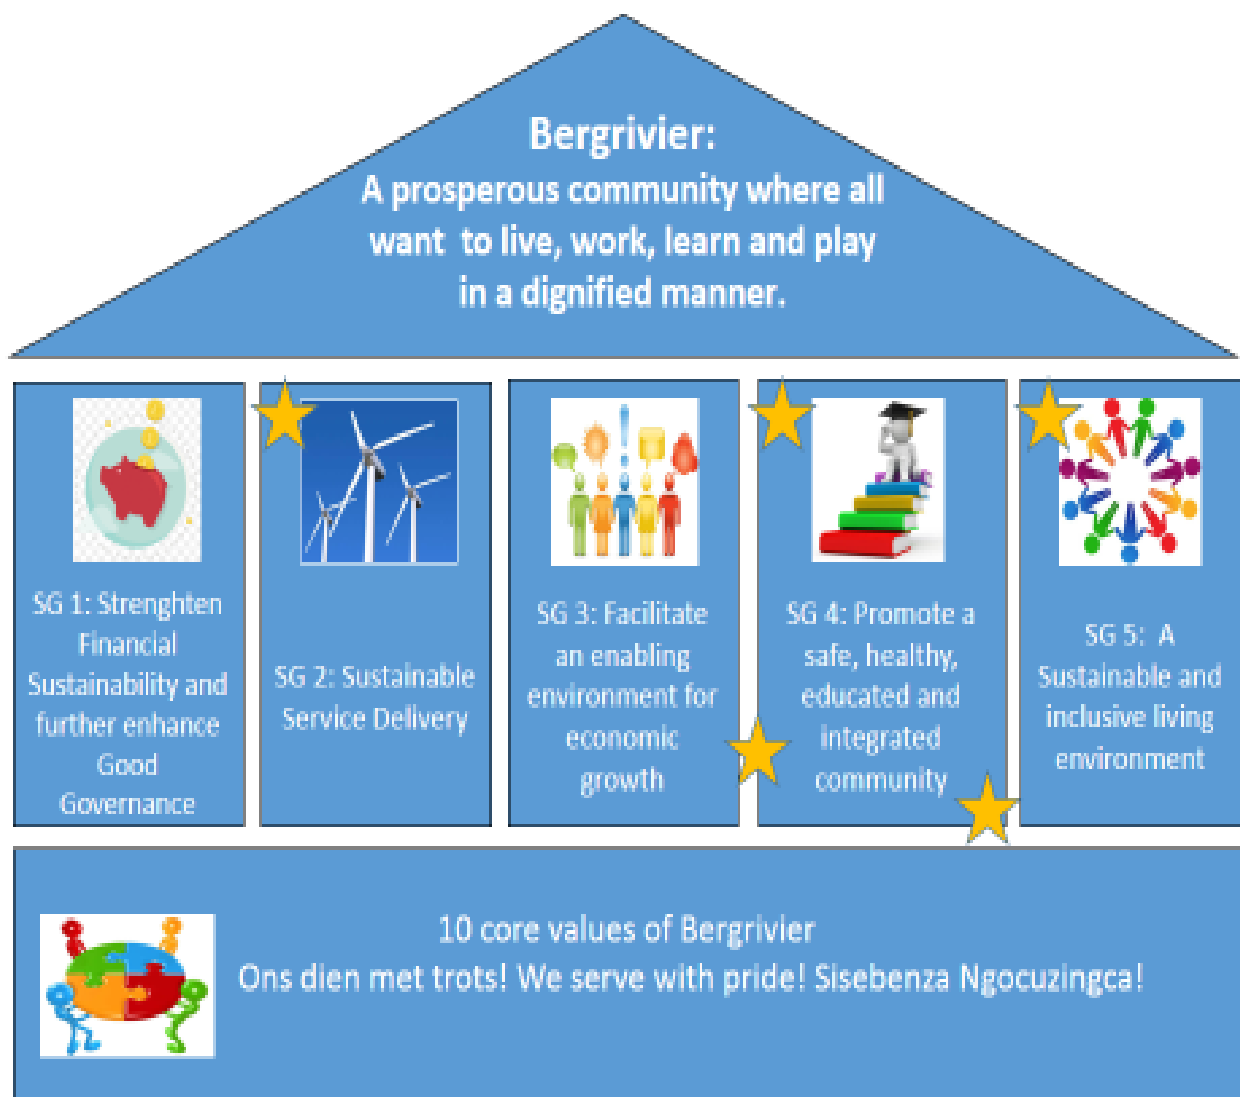 Bergrivier:
A prosperous community where all
want to live, work, learn and play
in a dignified manner.
SG 1: Strenghten
Financial
Sustainability and
further enhance
Good
Governance
SG 2: Sustainable
Service Delivery
SG 3: Facilitate
an enabling
environment for
economic
growth
SG 4: Promote a
safe, healthy,
educated and
integrated
community
SG 5: A
Sustainable and
inclusive living
environment
10 core values of Bergrivier
Ons dien met trots! We serve with pride! Sisebenza Ngocuzingca!